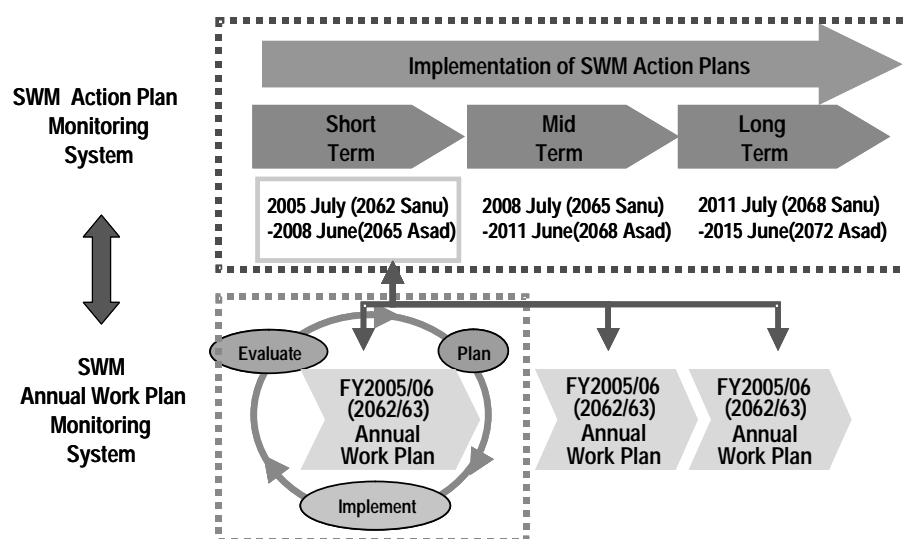 Implementation of SWM Action Plans
SWM Action Plan
Monitoring
System
Short
Term
Mid
Term
Long
Term
2005 July (2062 Sanu)
-2008 June(2065 Asad)
2008 July (2065 Sanu)
-2011 June(2068 Asad)
2011 July (2068 Sanu)
-2015 June(2072 Asad)
SWM
Annual Work Plan
Monitoring
System
Evaluate
Plan
Implement
FY2005/06
(2062/63)
Annual
Work Plan
FY2005/06
(2062/63)
Annual
Work Plan
FY2005/06
(2062/63)
Annual
Work Plan